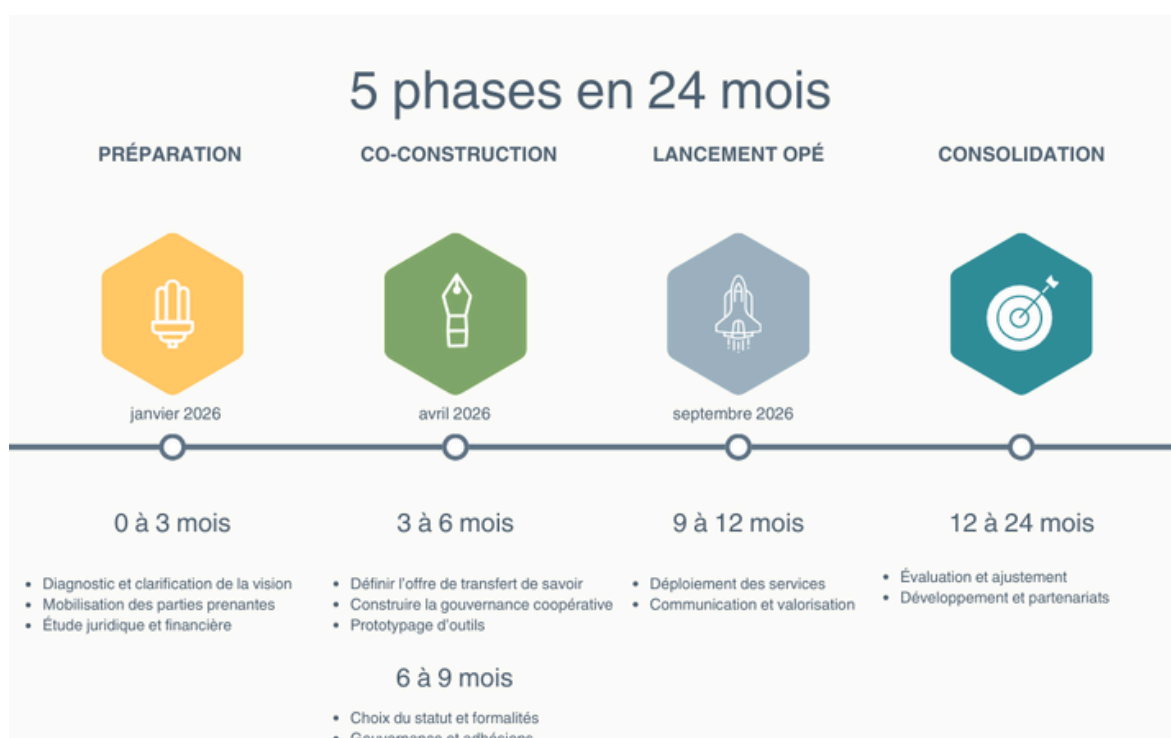 5 phases en 24 mois
PRÉPARATION
CO-CONSTRUCTION
LANCEMENT OPÉ
CONSOLIDATION
janvier 2026
avril 2026
septembre 2026
0 à 3 mois
• Diagnostic et clarification de la vision
• Mobilisation des parties prenantes
• Étude juridique et financière
3 à 6 mois
• Définir l'offre de transfert de savoir
• Construire la gouvernance coopérative
• Prototypage d'outils
6 à 9 mois
• Choix du statut et formalités
• Gouvernance et adhésions
9 à 12 mois
• Déploiement des services
• Communication et valorisation
12 à 24 mois
• Évaluation et ajustement
• Développement et partenariats